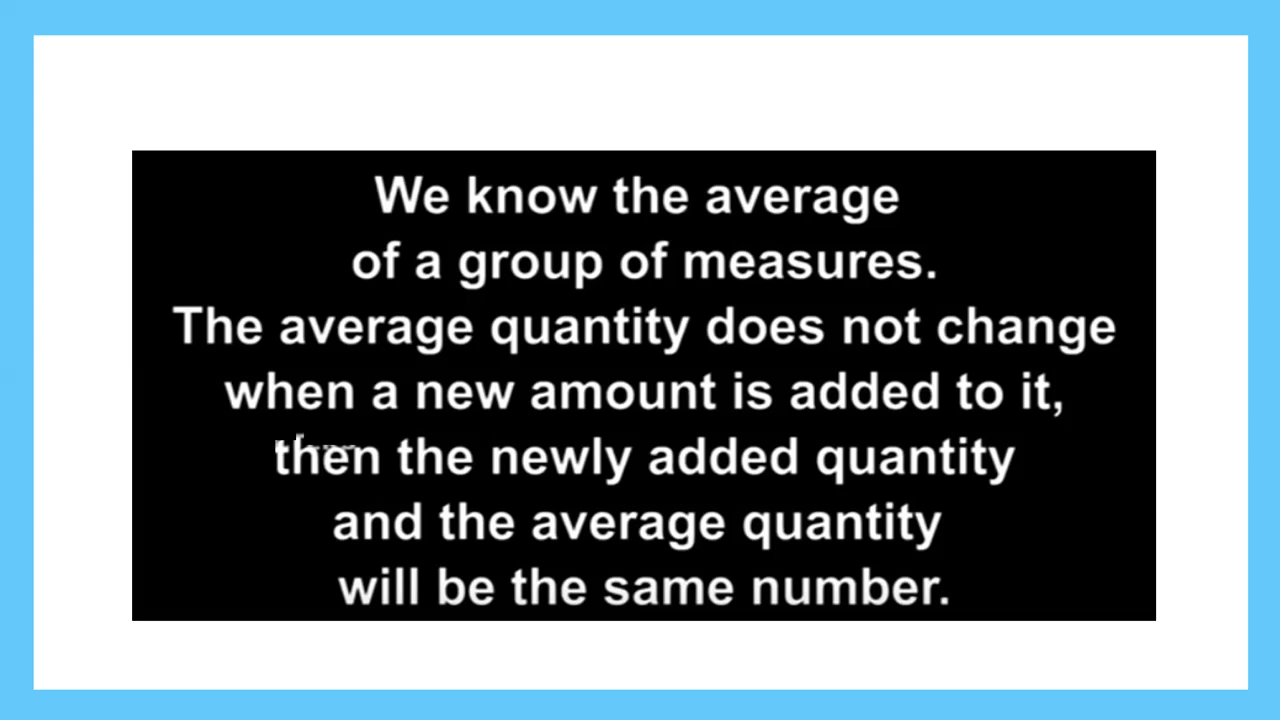 We know the average
of a group of measures.
The average quantity does not change
when a new amount is added to it,
then the newly added quantity
and the average quantity
will be the same number.